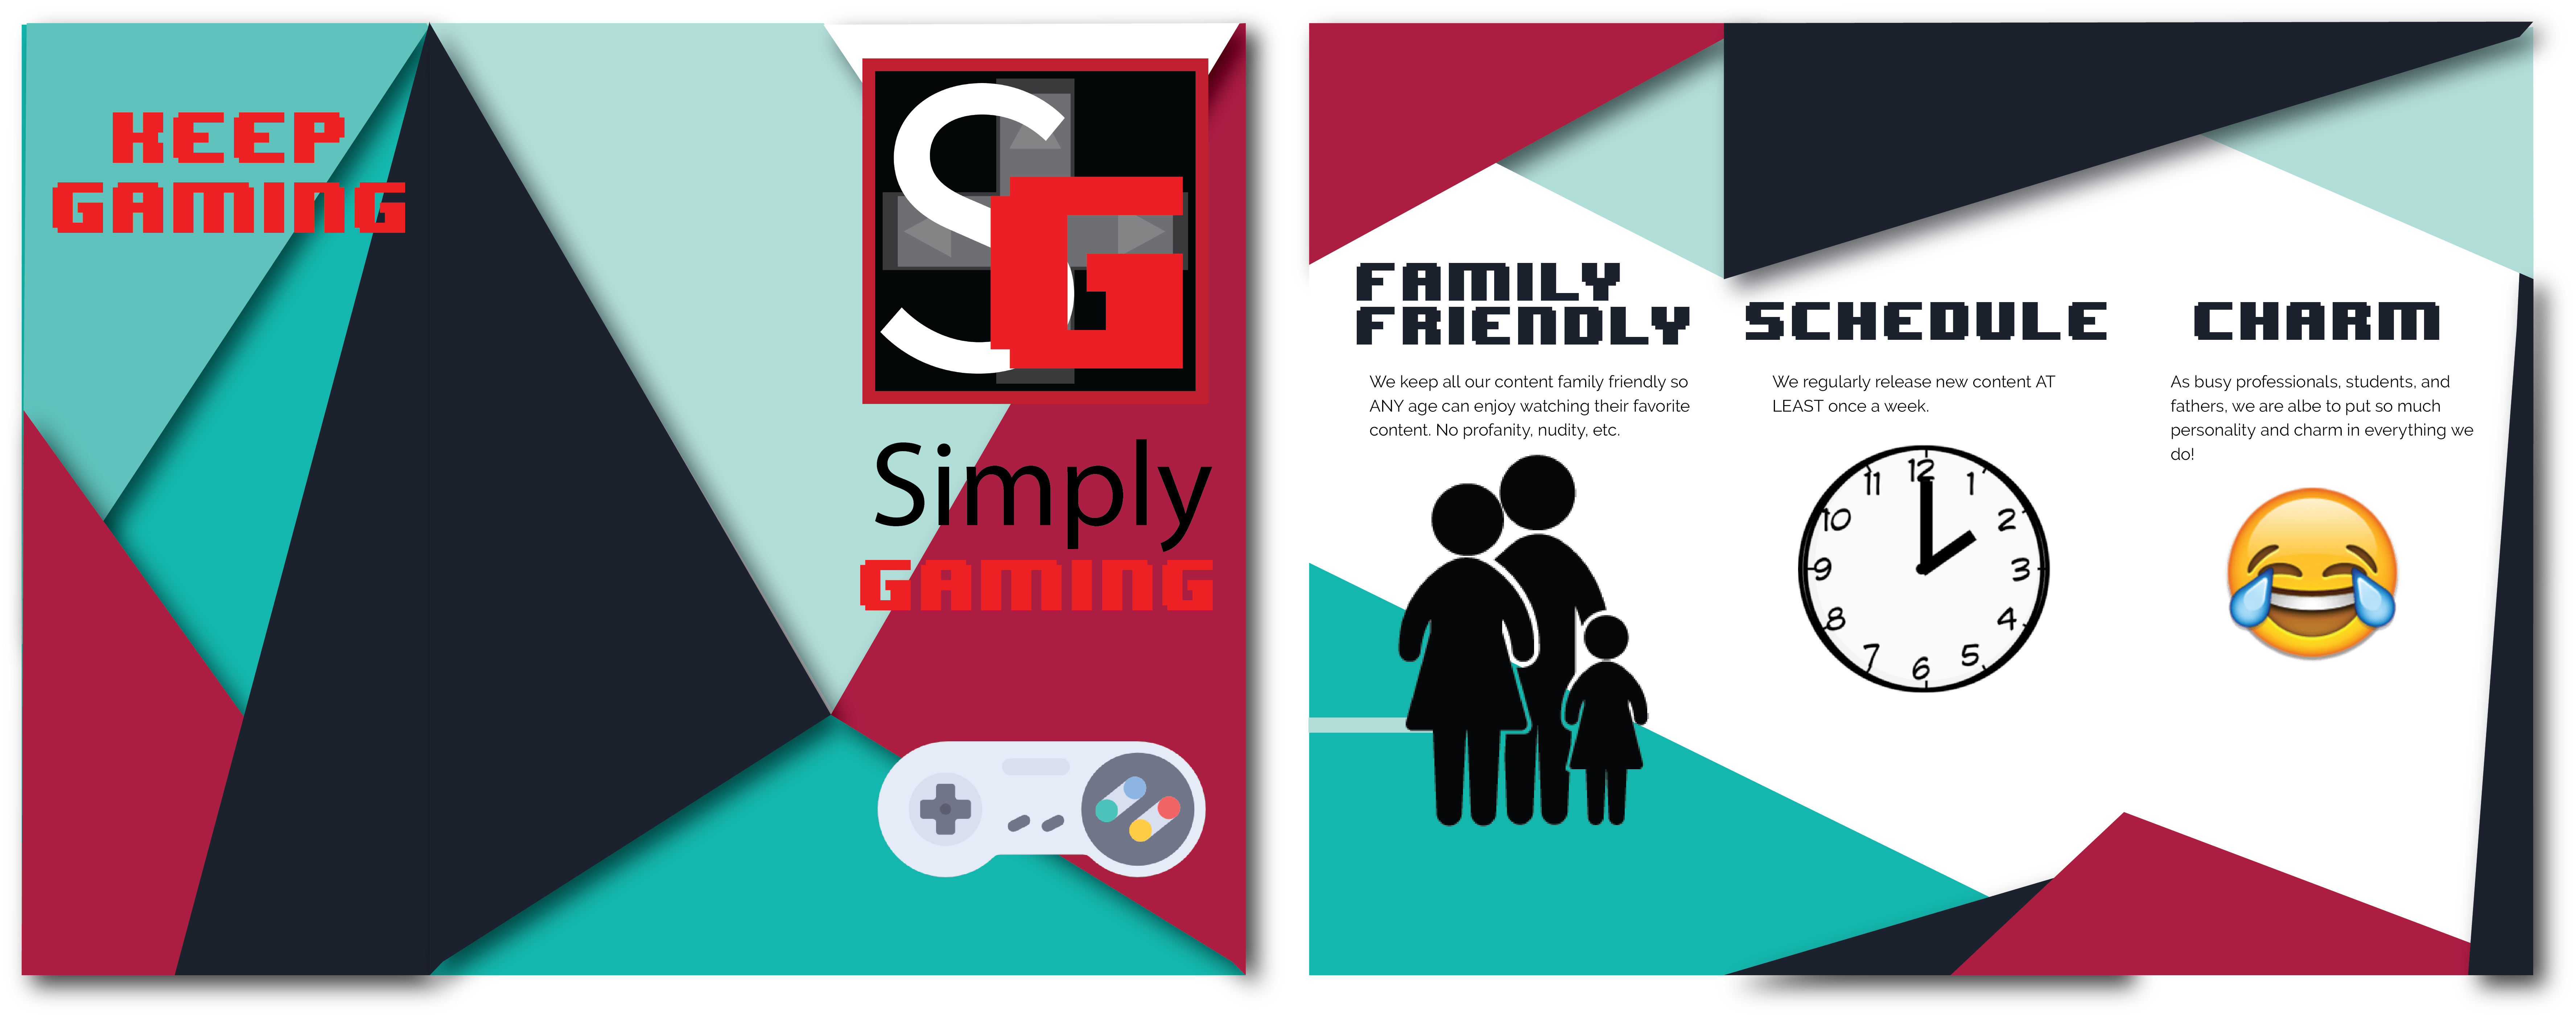 KEEP
GAMING
SG
Simply
GAMING
FAMILY
FRIENDLY
We keep all our content family friendly so
ANY age can enjoy watching their favorite
content. No profanity, nudity, etc.
SCHEDULE
We regularly release new content AT
LEAST once a week.
12
11 1
10 2
9 3
8 4
7 5
6
CHARM
As busy professionals, students, and
fathers, we are albe to put so much
personality and charm in everything we
do!